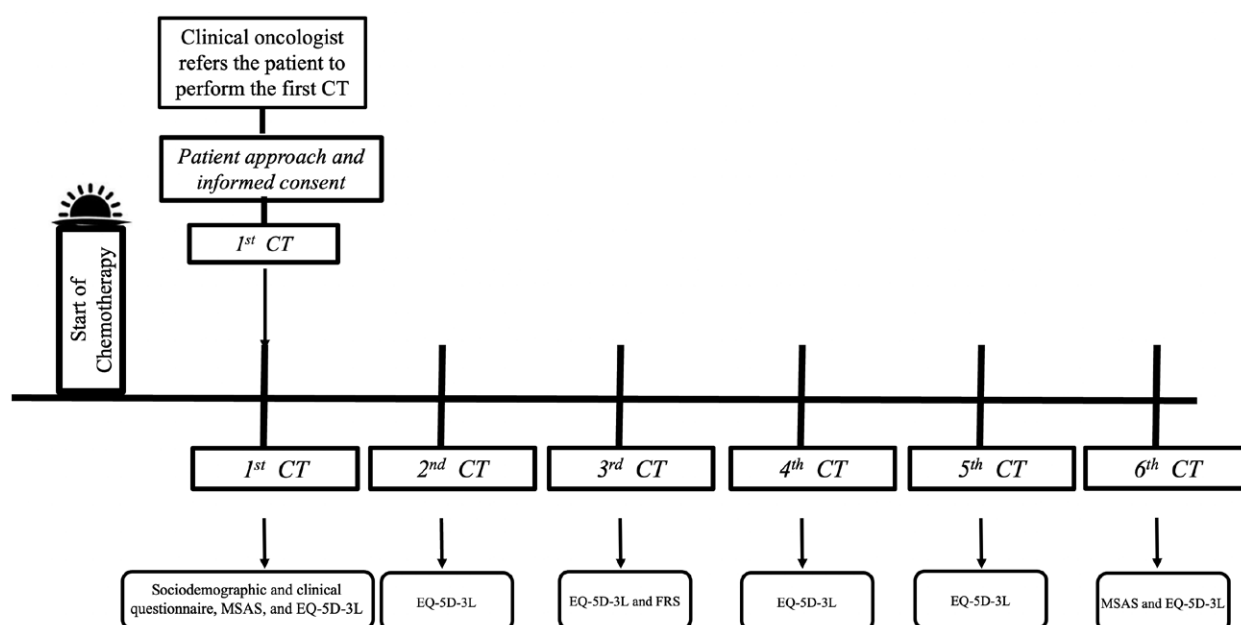 Clinical oncologist
refers the patient to
perform the first CT
Patient approach and
informed consent
1st CT
Start of
Chemotherapy
1st CT
2nd CT
3rd CT
4th CT
5th CT
6th CT
Sociodemographic and clinical
questionnaire, MSAS, and EQ-5D-3L
EQ-5D-3L
EQ-5D-3L and FRS
EQ-5D-3L
EQ-5D-3L
MSAS and EQ-5D-3L